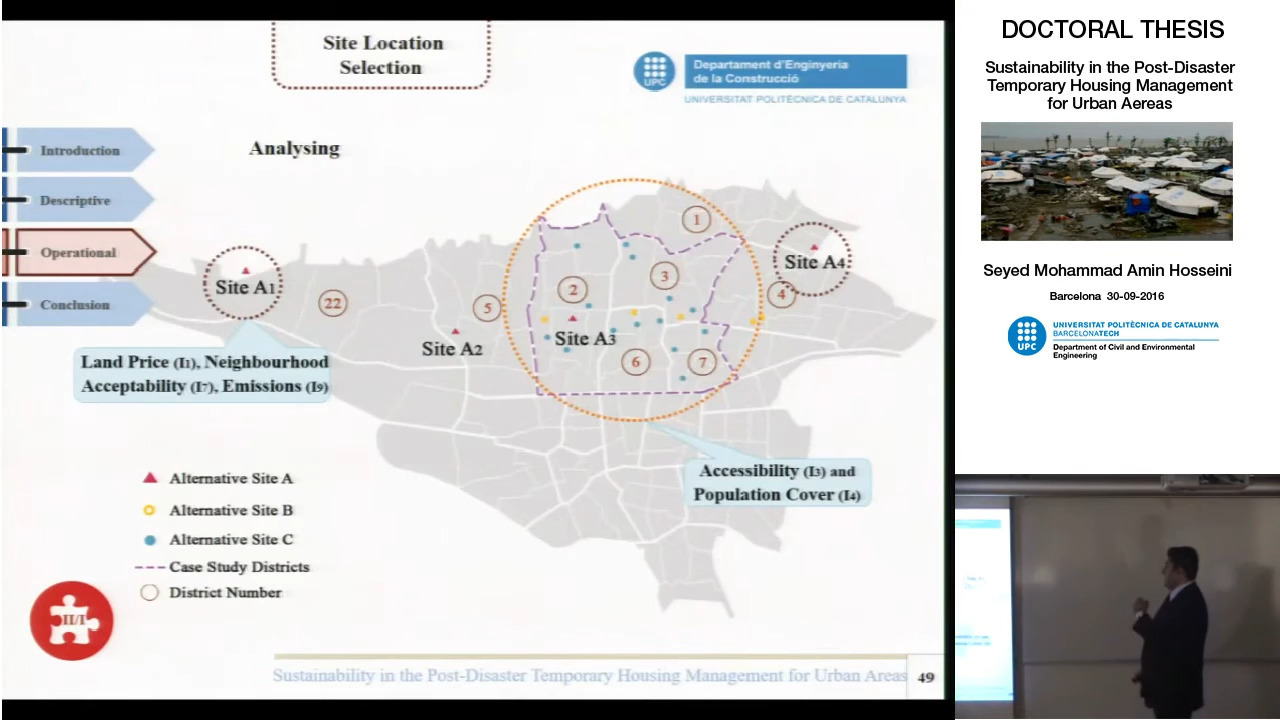 Site Location
Selection
UPC
Departament d'Enginyeria
de la Construcció
UNIVERSITAT POLITÈCNICA DE CATALUNYA
Introduction
Descriptive
Operational
Conclusion
Analysing
1
Site A4
Site A1
22
5
2
3
4
Site A2
Site A3
6
7
Land Price (I1), Neighbourhood
Acceptability (I7), Emissions (I9)
Accessibility (I3) and
Population Cover (I4)
Alternative Site A
Alternative Site B
Alternative Site C
Case Study Districts
District Number
II/I
Sustainability in the Post-Disaster Temporary Housing Management for Urban Areas
49
DOCTORAL THESIS
Sustainability in the Post-Disaster
Temporary Housing Management
for Urban Aereas
Seyed Mohammad Amin Hosseini
Barcelona 30-09-2016
UPC
UNIVERSITAT POLITÈCNICA DE CATALUNYA
BARCELONATECH
Department of Civil and Environmental
Engineering